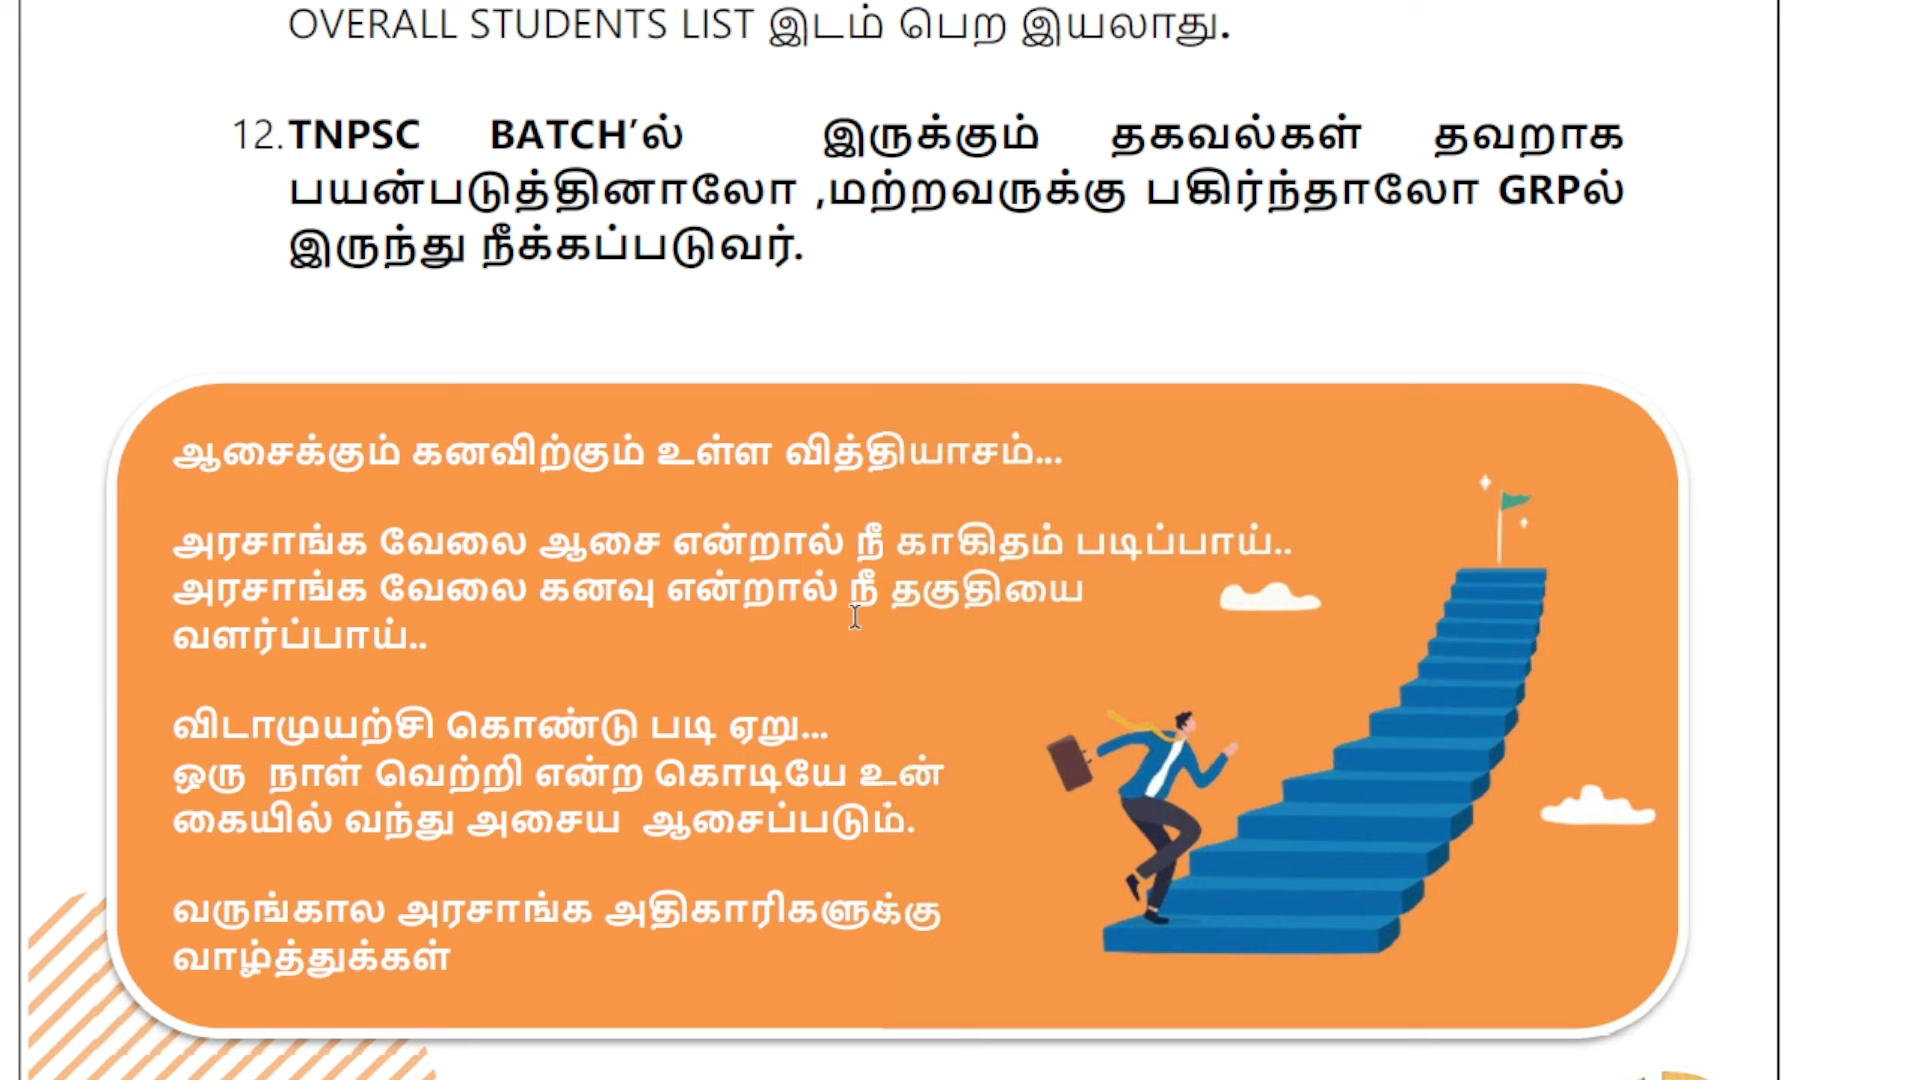 OVERALL STUDENTS LIST இடம் பெற இயலாது.
12. TNPSC BATCH’ல் இருக்கும் தகவல்கள் தவறாக
பயன்படுத்தினாலோ ,மற்றவருக்கு பகிர்ந்தாலோ GRPல்
இருந்து நீக்கப்படுவர்.
ஆசைக்கும் கனவிற்கும் உள்ள வித்தியாசம்...
அரசாங்க வேலை ஆசை என்றால் நீ காகிதம் படிப்பாய்..
அரசாங்க வேலை கனவு என்றால் நீ தகுதியை
வளர்ப்பாய்..
விடாமுயற்சி கொண்டு படி ஏறு...
ஒரு நாள் வெற்றி என்ற கொடியே உன்
கையில் வந்து அசைய ஆசைப்படும்.
வருங்கால அரசாங்க அதிகாரிகளுக்கு
வாழ்த்துக்கள்